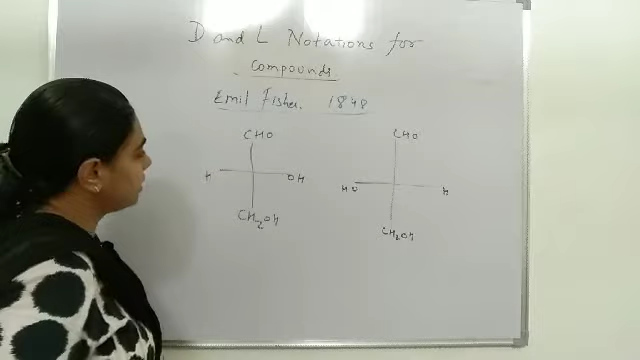 D and L Notations for
compounds
Emil Fisher. 1848
CHO CHO
H OH HO H
CH2OH CH2OH